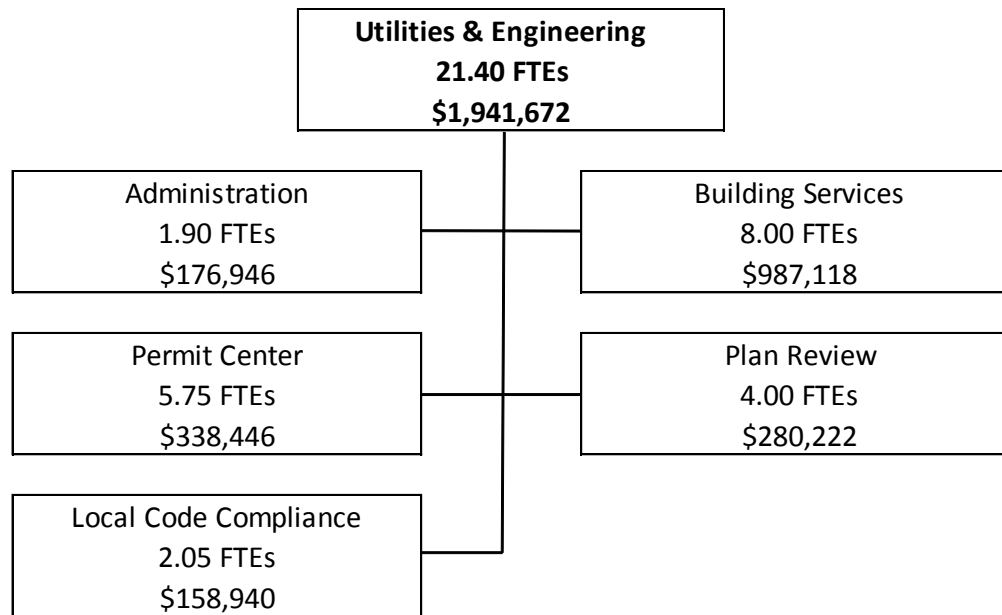 Utilities & Engineering
21.40 FTEs
$1,941,672
Administration
1.90 FTEs
$176,946
Building Services
8.00 FTEs
$987,118
Permit Center
5.75 FTEs
$338,446
Plan Review
4.00 FTEs
$280,222
Local Code Compliance
2.05 FTEs
$158,940